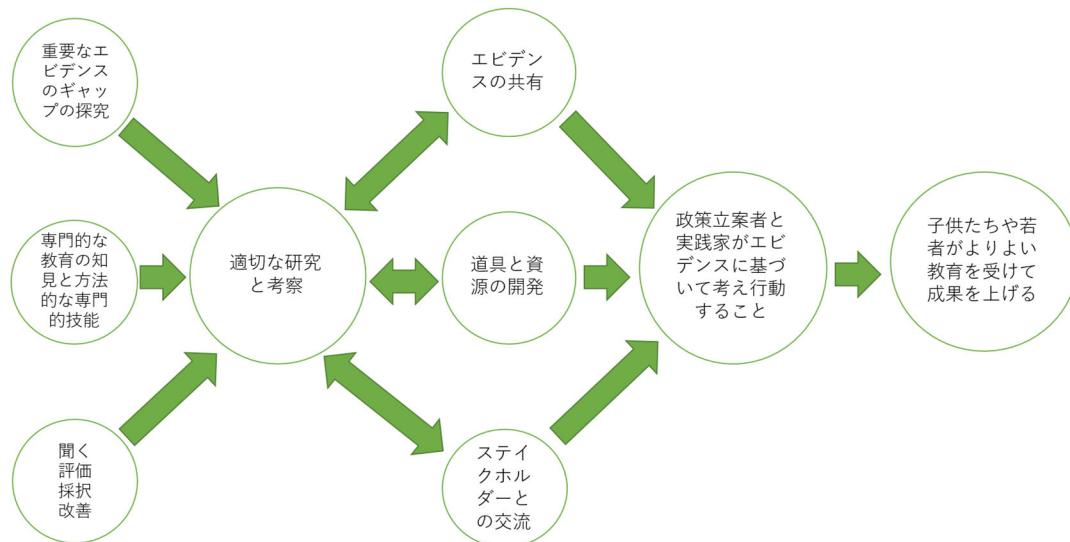 重要なエ
ビデンス
のギャッ
プの探究
専門的な
教育の知
見と方法
的な専門
的技能
聞く
評価
採択
改善
適切な研究
と考察
エビデン
スの共有
道具と資
源の開発
ステイ
クホル
ダーと
の交流
政策立案者と
実践家がエビ
デンスに基づ
いて考え行動
すること
子供たちや若
者がよりよい
教育を受けて
成果を上げる